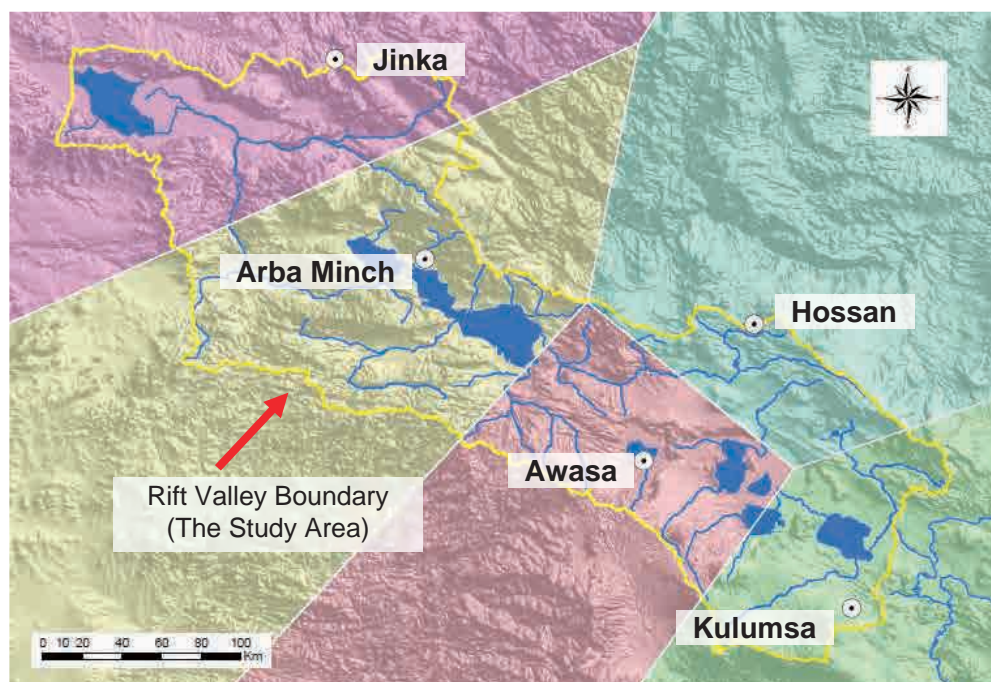 Jinka
Arba Minch
Hossan
Awasa
Rift Valley Boundary
(The Study Area)
Kulumsa
0 10 20 40 60 80 100
Km